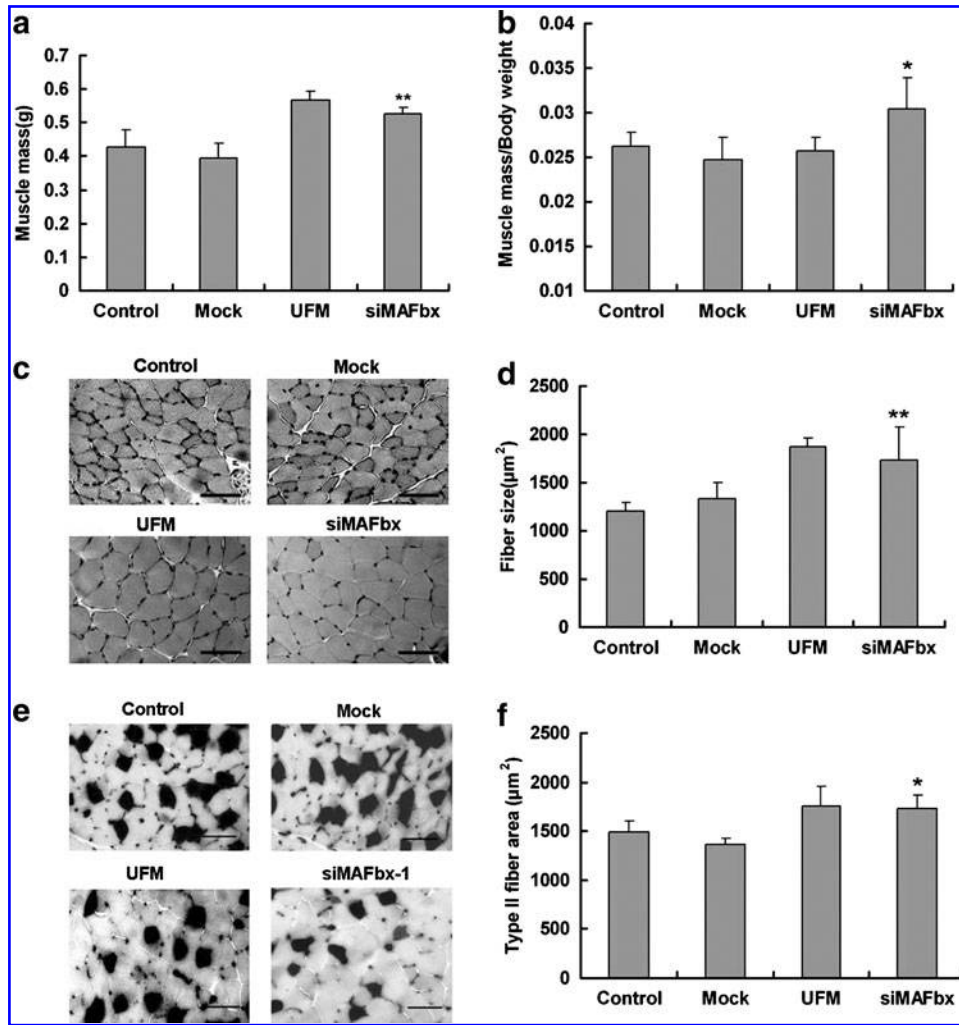 a
Muscle mass(g)
0.7
0.6
0.5
0.4
0.3
0.2
0.1
0
**
Control Mock UFM siMAFbx
b
Muscle mass/Body weight
0.04
0.035
0.03
0.025
0.02
0.015
0.01
*
Control Mock UFM siMAFbx
c
Control Mock
UFM siMAFbx
d
Fiber size(µm²)
2500
2000
1500
1000
500
0
**
Control Mock UFM siMAFbx
e
Control Mock
UFM siMAFbx-1
f
Type II fiber area (µm²)
2500
2000
1500
1000
500
0
*
Control Mock UFM siMAFbx